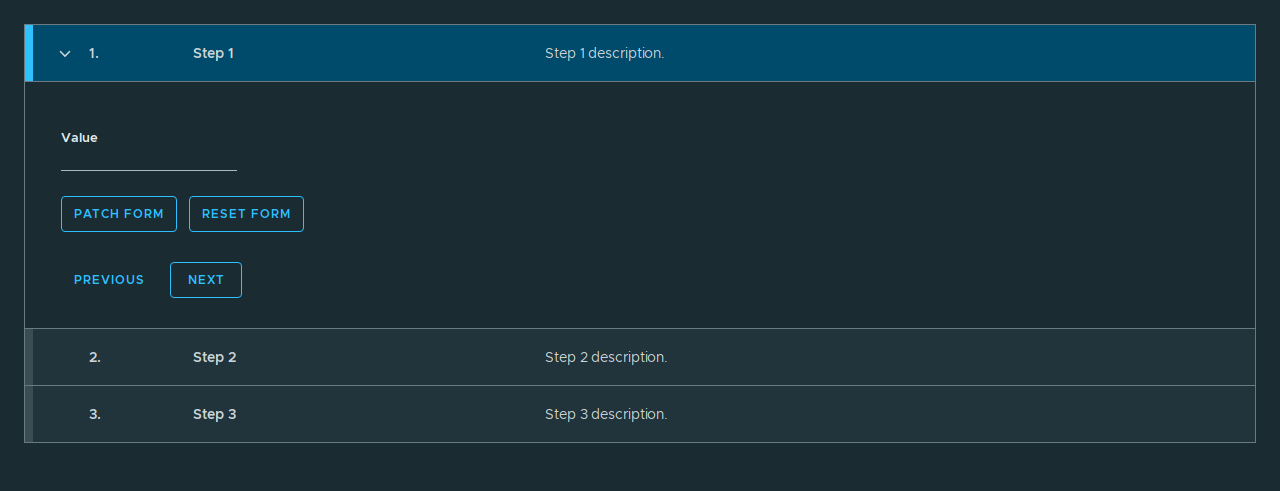 1. Step 1 Step 1 description.
Value
PATCH FORM RESET FORM
PREVIOUS NEXT
2. Step 2 Step 2 description.
3. Step 3 Step 3 description.